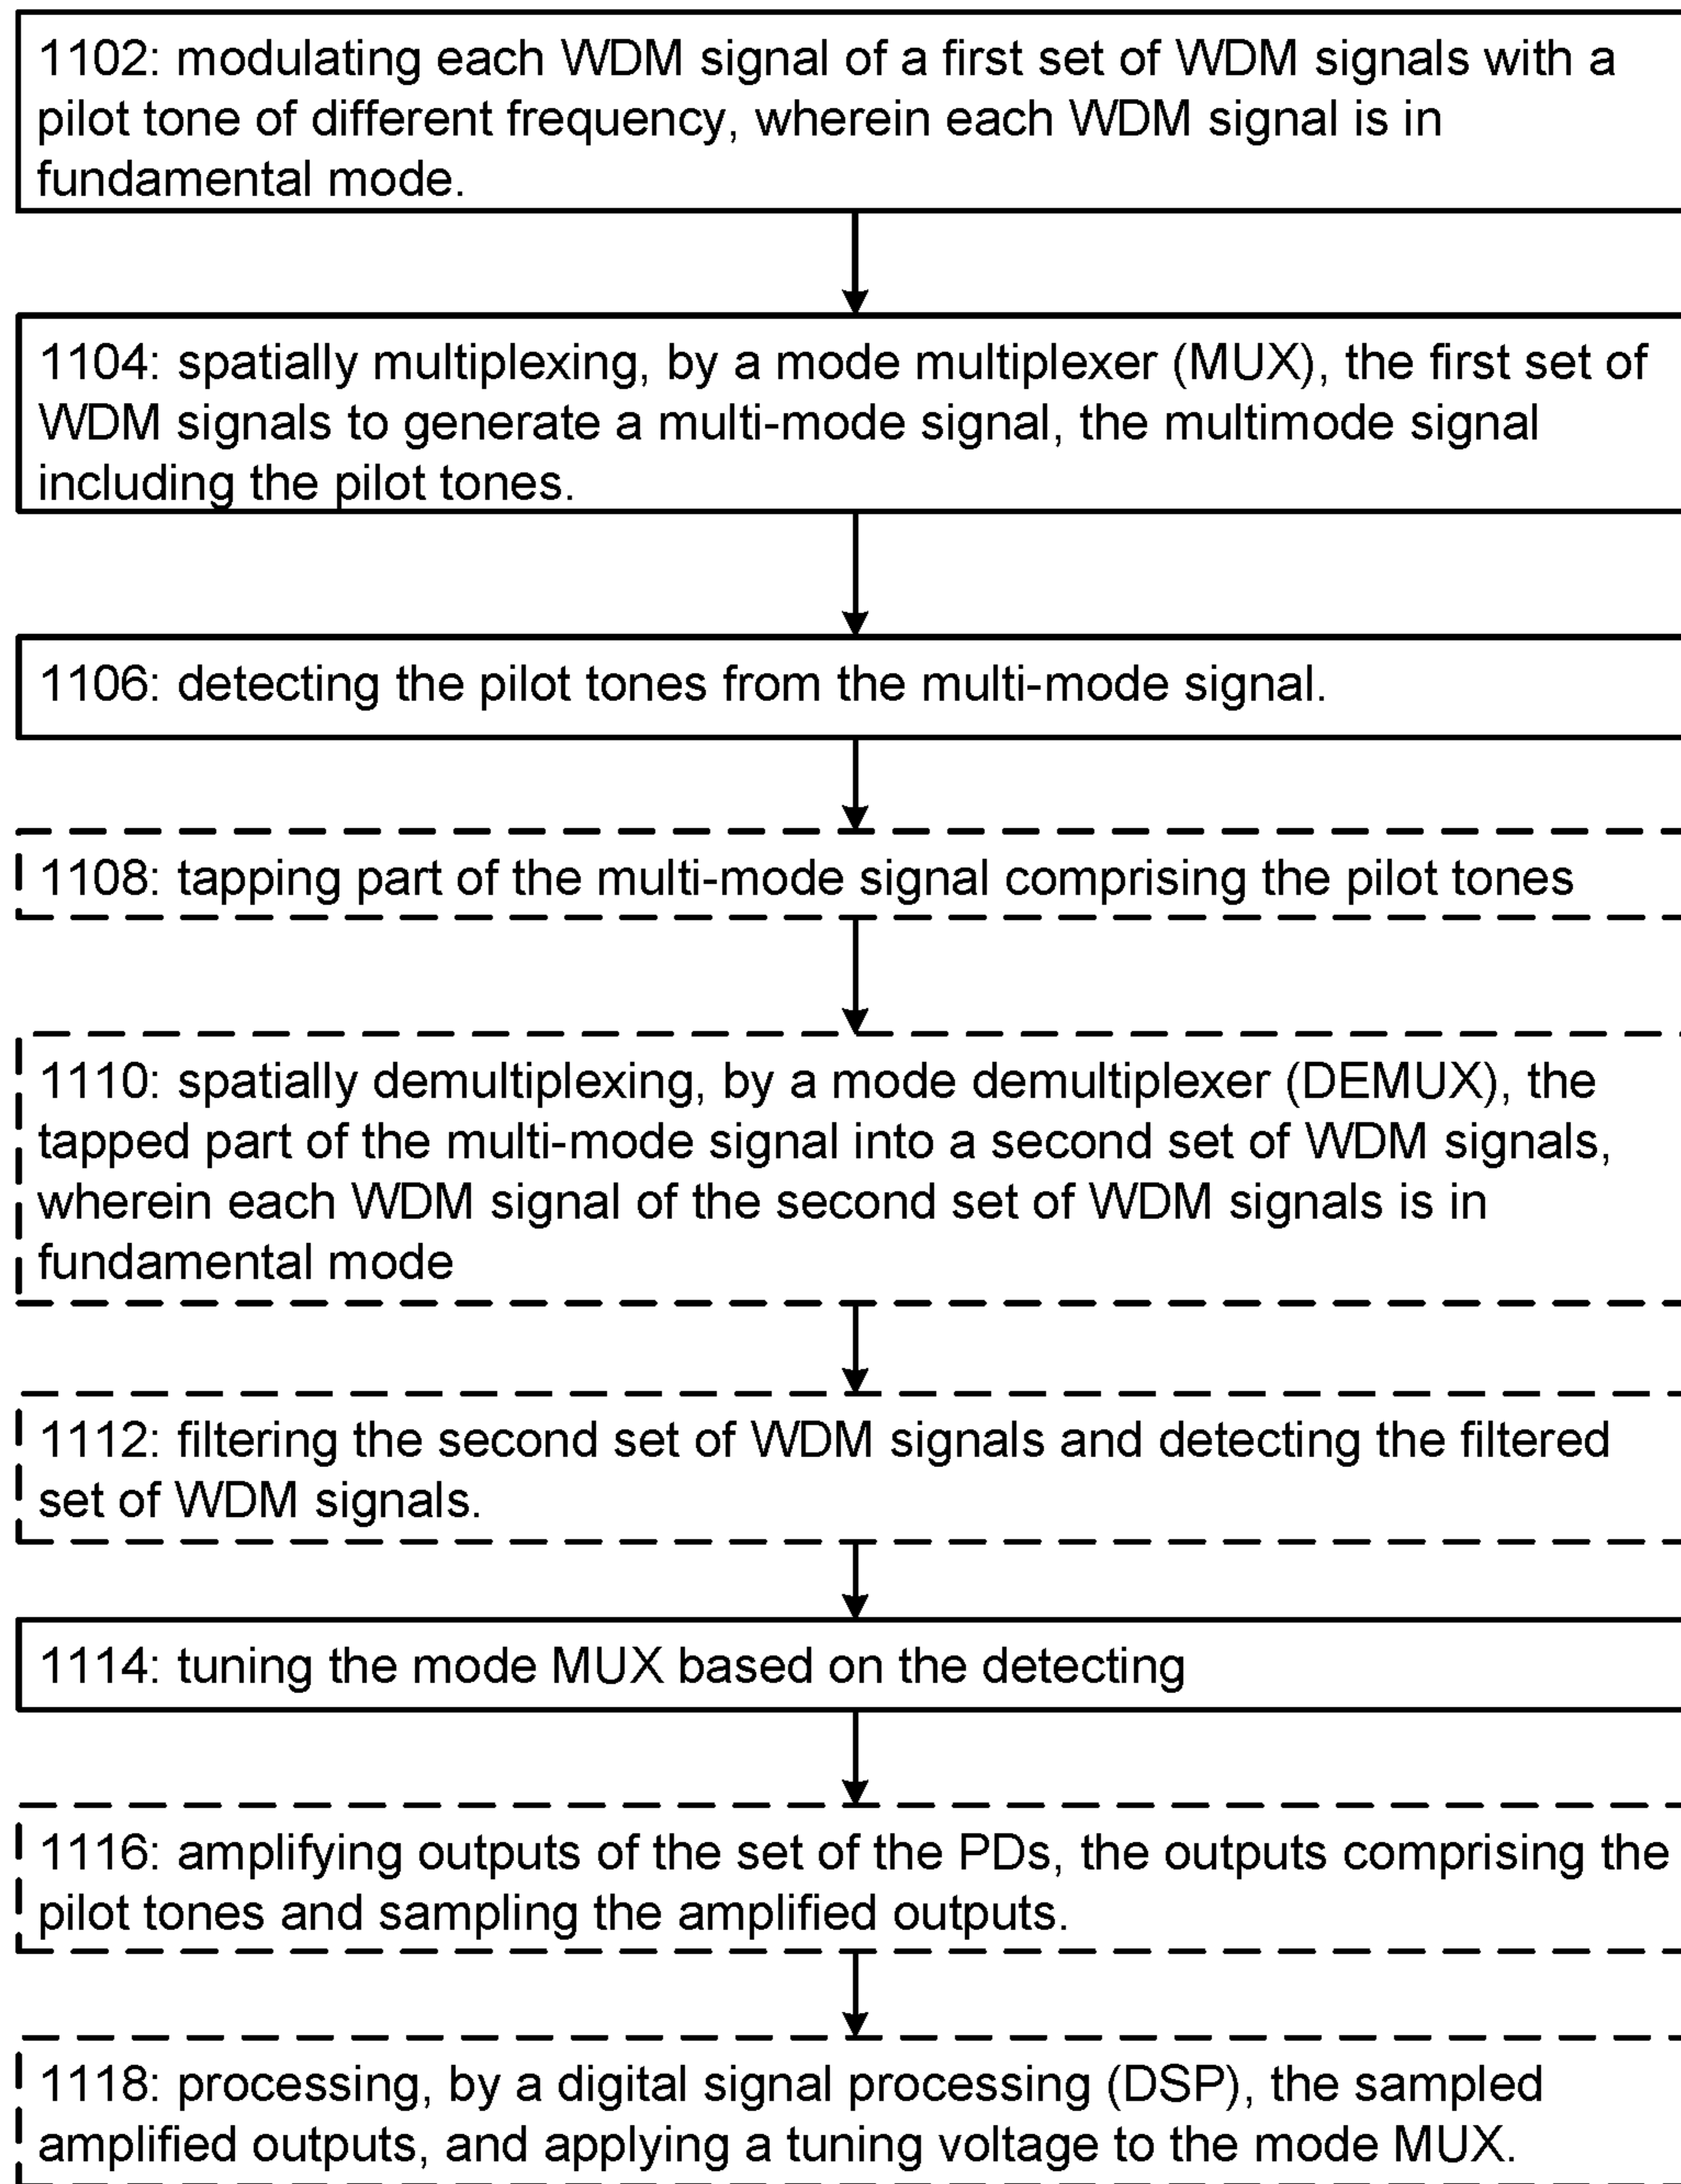 1102: modulating each WDM signal of a first set of WDM signals with a
pilot tone of different frequency, wherein each WDM signal is in
fundamental mode.
1104: spatially multiplexing, by a mode multiplexer (MUX), the first set of
WDM signals to generate a multi-mode signal, the multimode signal
including the pilot tones.
1106: detecting the pilot tones from the multi-mode signal.
1108: tapping part of the multi-mode signal comprising the pilot tones
1110: spatially demultiplexing, by a mode demultiplexer (DEMUX), the
tapped part of the multi-mode signal into a second set of WDM signals,
wherein each WDM signal of the second set of WDM signals is in
fundamental mode
1112: filtering the second set of WDM signals and detecting the filtered
set of WDM signals.
1114: tuning the mode MUX based on the detecting
1116: amplifying outputs of the set of the PDs, the outputs comprising the
pilot tones and sampling the amplified outputs.
1118: processing, by a digital signal processing (DSP), the sampled
amplified outputs, and applying a tuning voltage to the mode MUX.